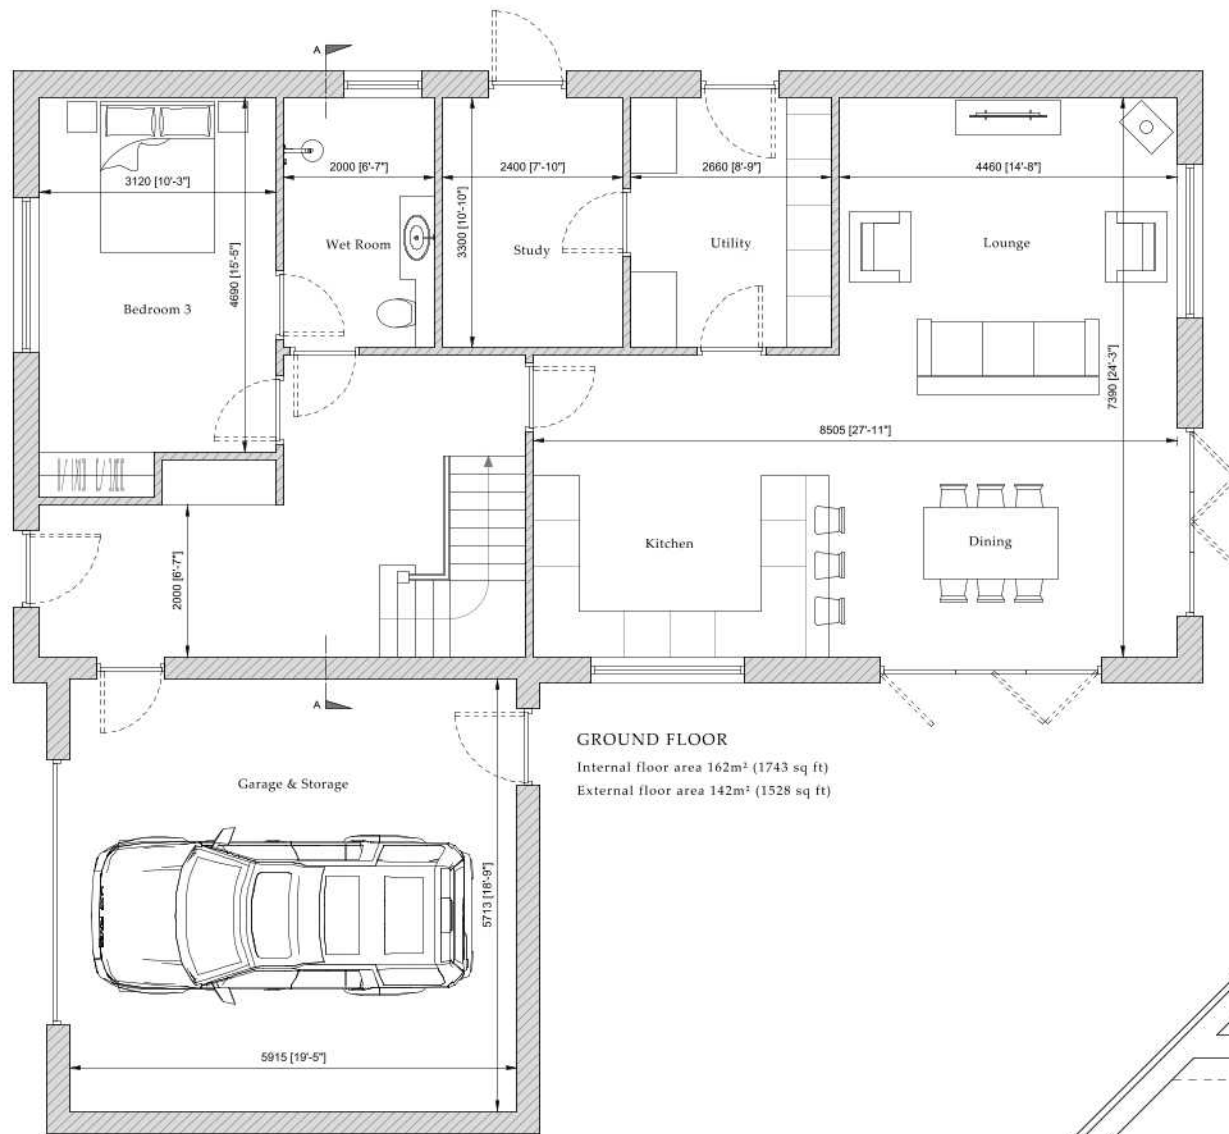 A
3120 [10'-3"]
2000 [6'-7"]
2400 [7'-10"]
2660 [8'-9"]
4460 [14'-8"]
4690 [15'-5"]
3300 [10'-10"]
Wet Room
Study
Utility
Lounge
Bedroom 3
7390 [24'-3"]
8505 [27'-11"]
2000 [6'-7"]
Kitchen
Dining
A
GROUND FLOOR
Internal floor area 162m² (1743 sq ft)
External floor area 142m² (1528 sq ft)
Garage & Storage
5713 [18'-9"]
5915 [19'-5"]